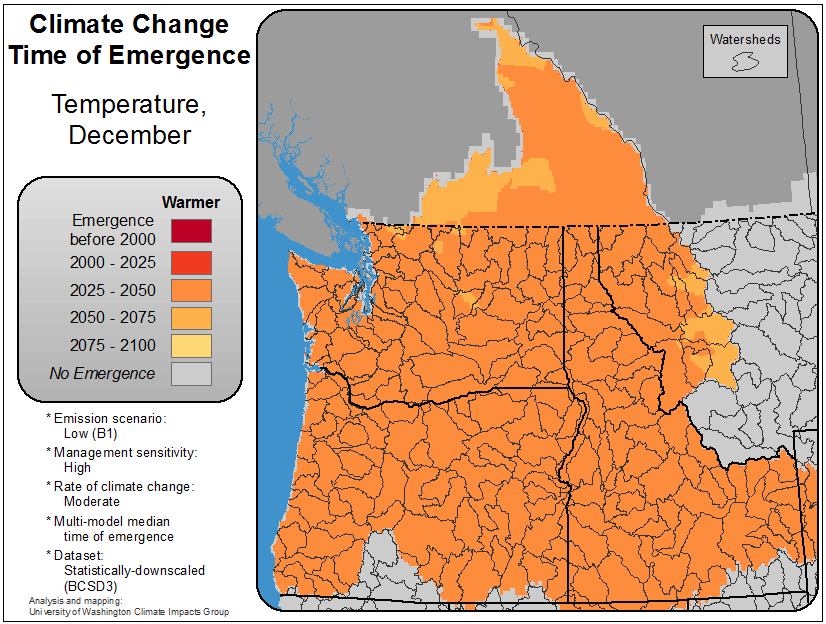 Climate Change
Time of Emergence
Temperature,
December
Warmer
Emergence
before 2000
2000 - 2025
2025 - 2050
2050 - 2075
2075 - 2100
No Emergence
* Emission scenario:
Low (B1)
* Management sensitivity:
High
* Rate of climate change:
Moderate
* Multi-model median
time of emergence
* Dataset:
Statistically-downscaled
(BCSD3)
Analysis and mapping:
University of Washington Climate Impacts Group
Watersheds